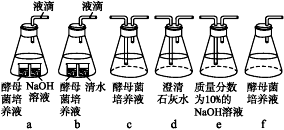 液滴 液滴
酵母 NaOH 酵母 清水 酵母菌 澄清 质量分数 酵母菌
菌培 溶液 菌培 培养液 石灰水 为10%的 培养液
养液 养液 NaOH溶液
a b c d e f